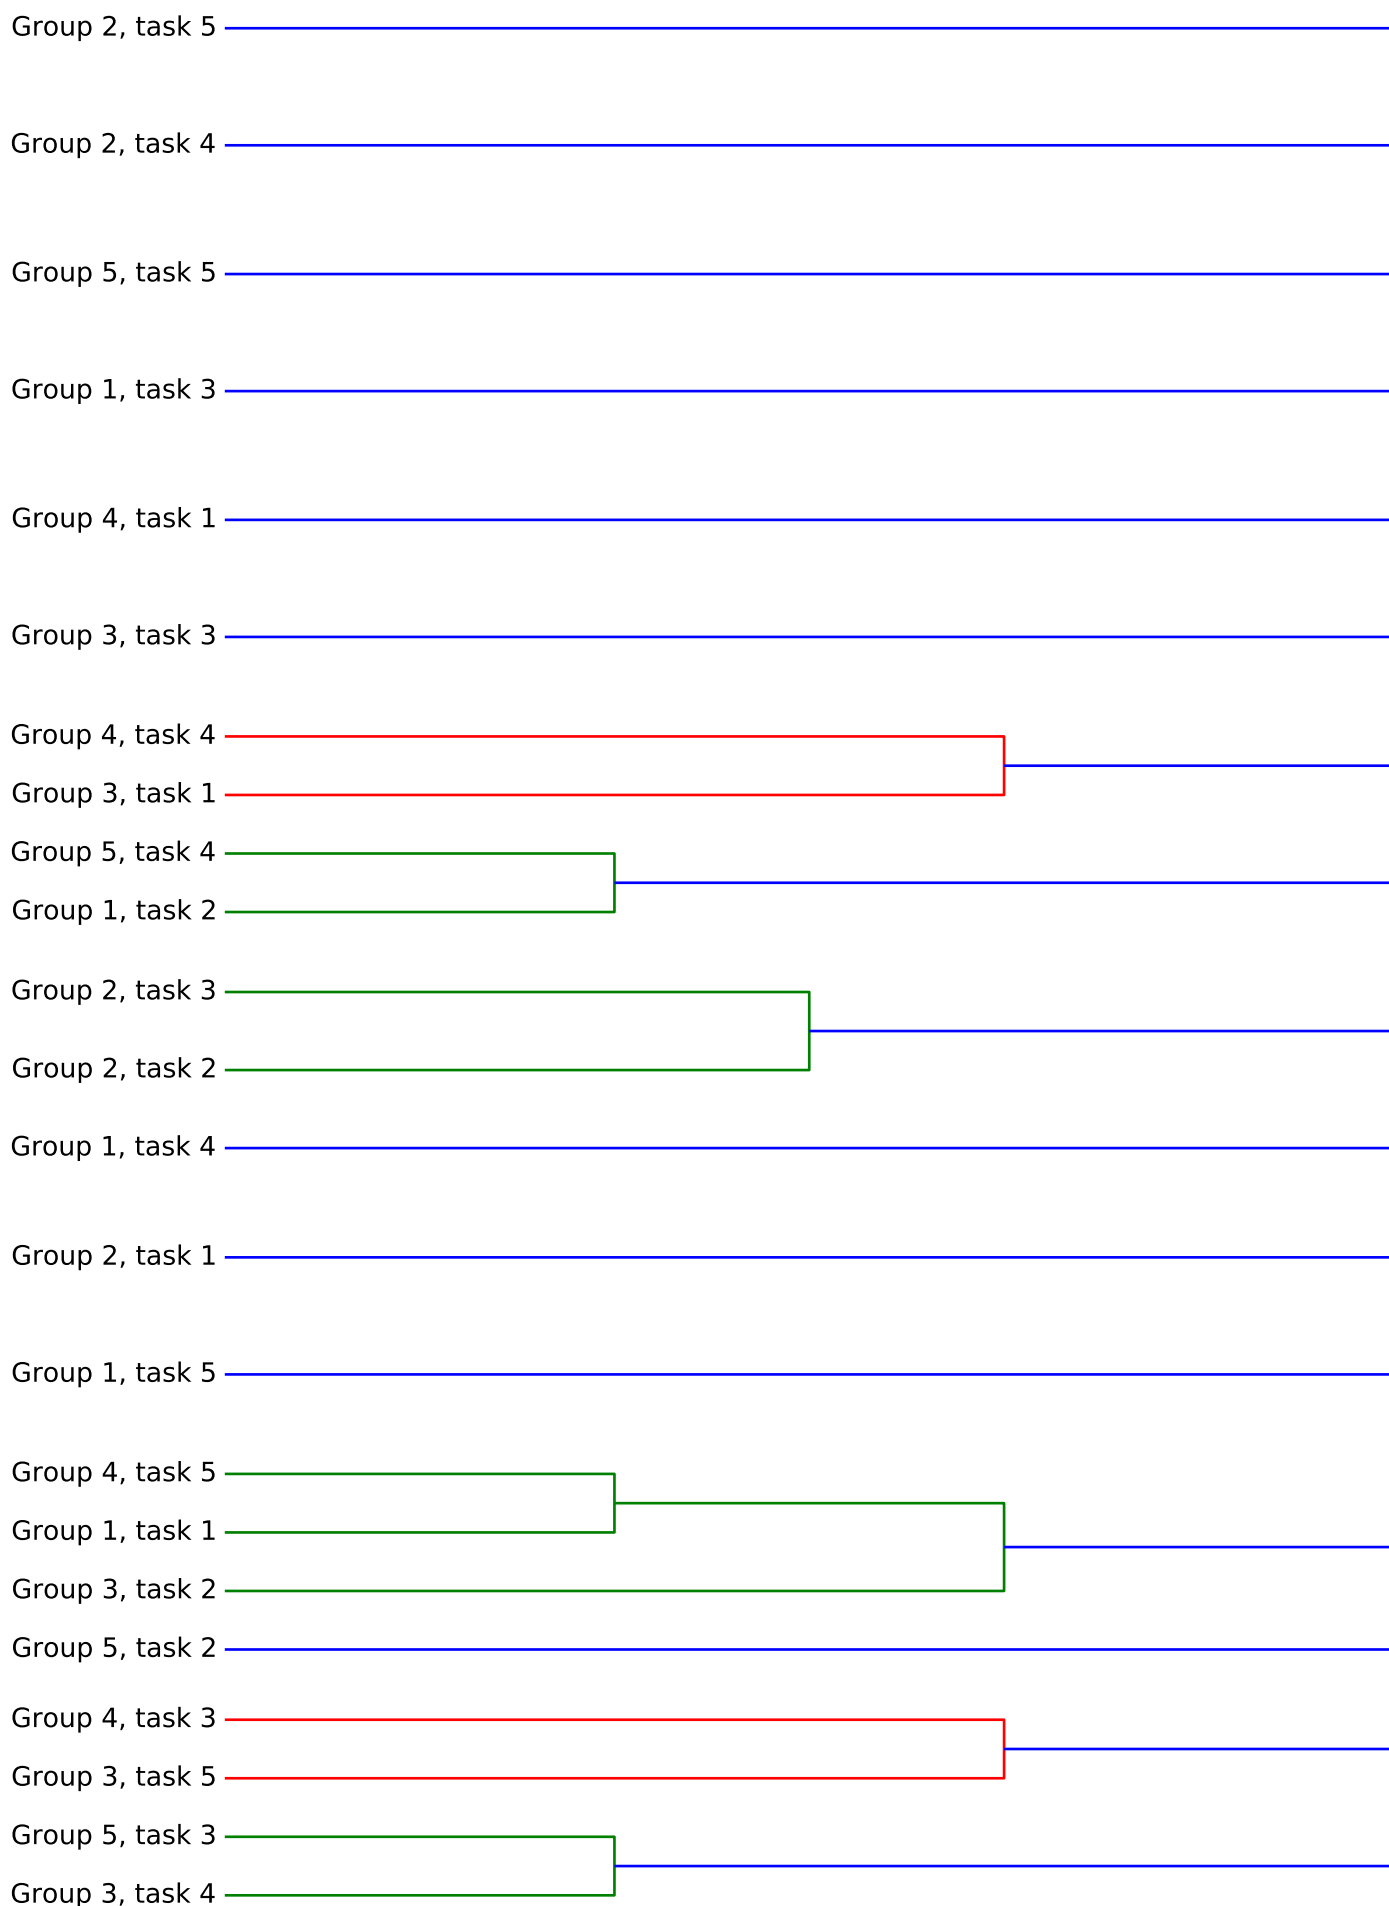 Group 2, task 5
Group 2, task 4
Group 5, task 5
Group 1, task 3
Group 4, task 1
Group 3, task 3
Group 4, task 4
Group 3, task 1
Group 5, task 4
Group 1, task 2
Group 2, task 3
Group 2, task 2
Group 1, task 4
Group 2, task 1
Group 1, task 5
Group 4, task 5
Group 1, task 1
Group 3, task 2
Group 5, task 2
Group 4, task 3
Group 3, task 5
Group 5, task 3
Group 3, task 4